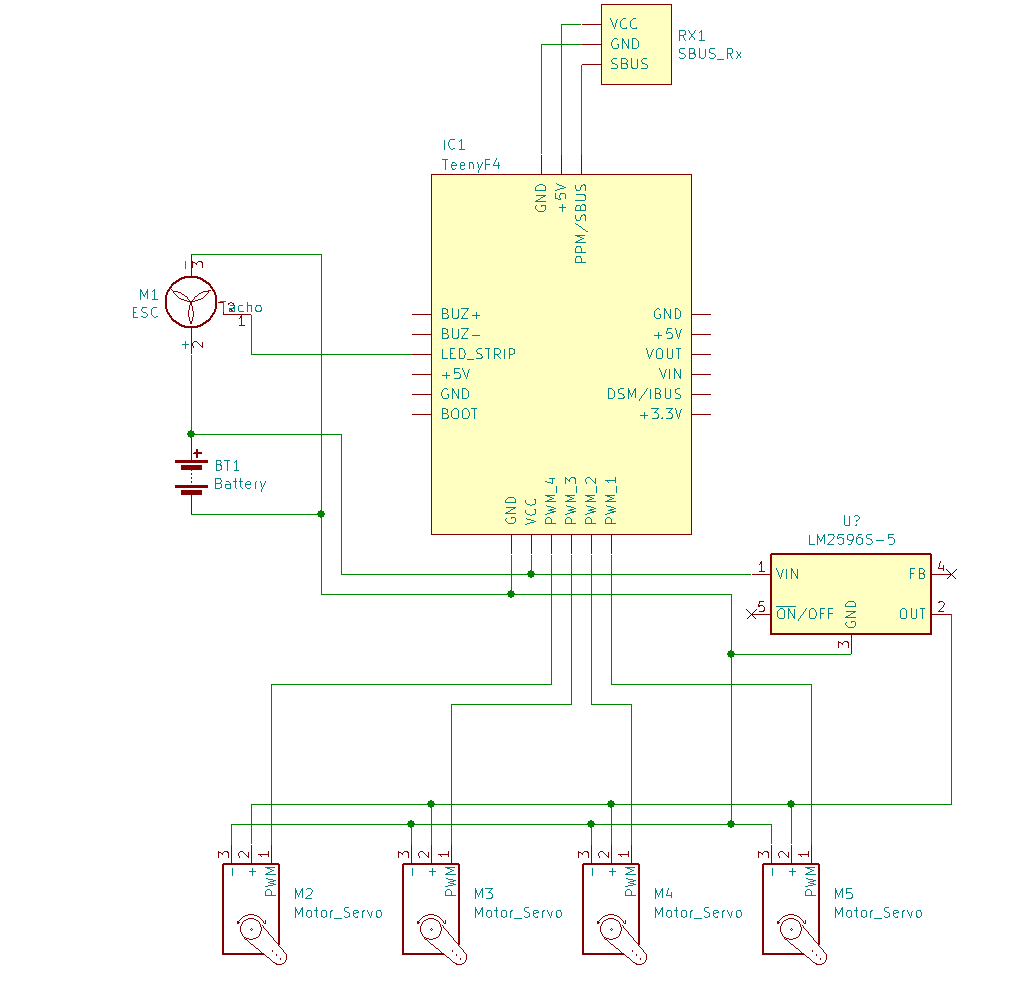 VCC
GND
SBUS
RX1
SBUS_Rx
IC1
TeenyF4
GND
+5V
PPM/SBUS
M1
ESC
- 3
Tacho
2
1
+ 2
BUZ+
BUZ-
LED_STRIP
+5V
GND
BOOT
GND
+5V
VOUT
VIN
DSM/IBUS
+3.3V
+
BT1
Battery
GND
VCC
PWM_4
PWM_3
PWM_2
PWM_1
U?
LM2596S-5
1
VIN
5
ON/OFF
GND
3
FB
4
OUT
2
3
2
1
-
+
PWM
M2
Motor_Servo
3
2
1
-
+
PWM
M3
Motor_Servo
3
2
1
-
+
PWM
M4
Motor_Servo
3
2
1
-
+
PWM
M5
Motor_Servo